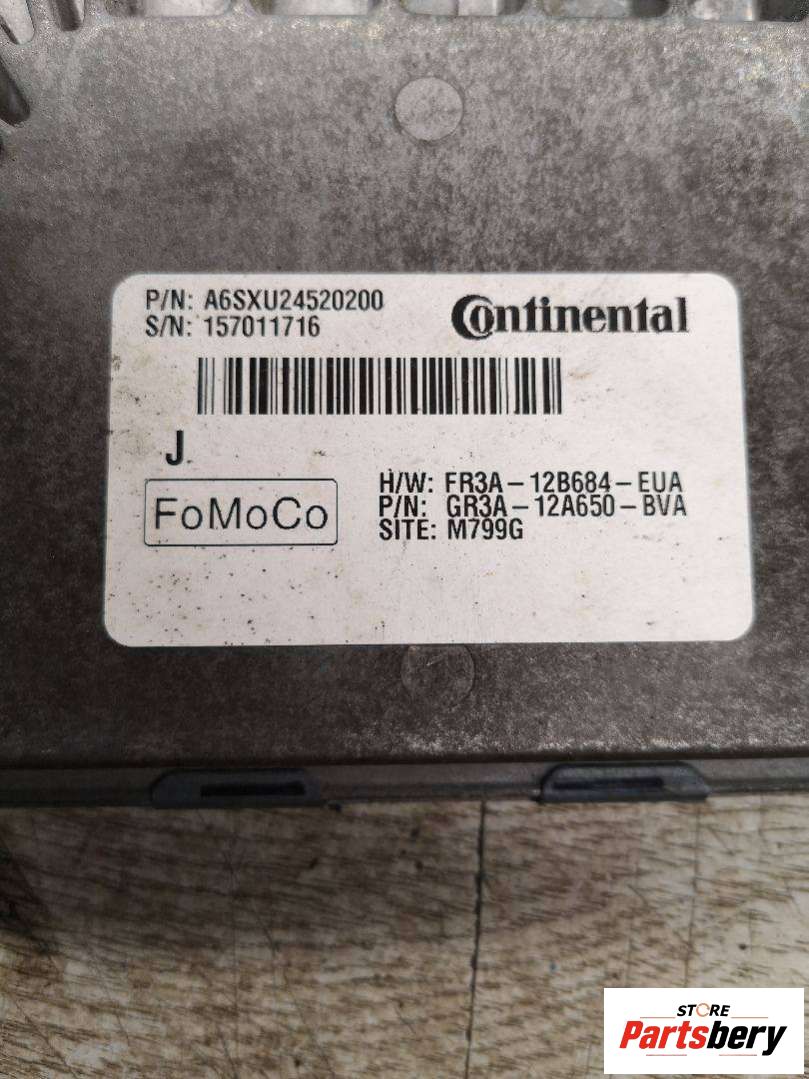 P/N: A6SXU24520200
S/N: 157011716
Continental
J
FoMoCo
H/W: FR3A-12B684-EUA
P/N: GR3A-12A650-BVA
SITE: M799G
STORE
Partsbery